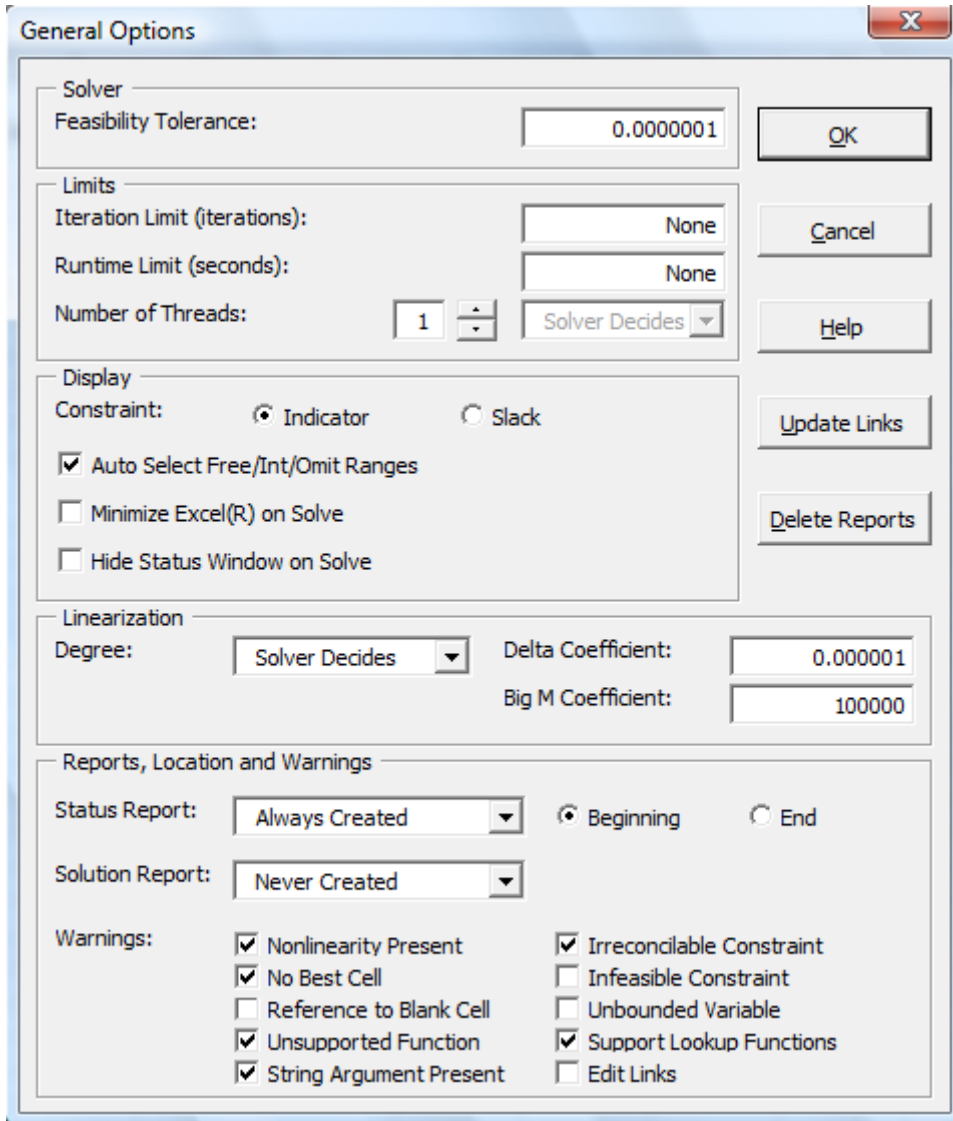 General Options
Solver
Feasibility Tolerance: 0.0000001
OK
Limits
Iteration Limit (iterations): None
Cancel
Runtime Limit (seconds): None
Number of Threads: 1 Solver Decides
Help
Display
Constraint: Indicator Slack
Update Links
Auto Select Free/Int/Omit Ranges
Minimize Excel(R) on Solve
Delete Reports
Hide Status Window on Solve
Linearization
Degree: Solver Decides Delta Coefficient: 0.000001
Big M Coefficient: 100000
Reports, Location and Warnings
Status Report: Always Created Beginning End
Solution Report: Never Created
Warnings: Nonlinearity Present Irreconcilable Constraint
No Best Cell Infeasible Constraint
Reference to Blank Cell Unbounded Variable
Unsupported Function Support Lookup Functions
String Argument Present Edit Links